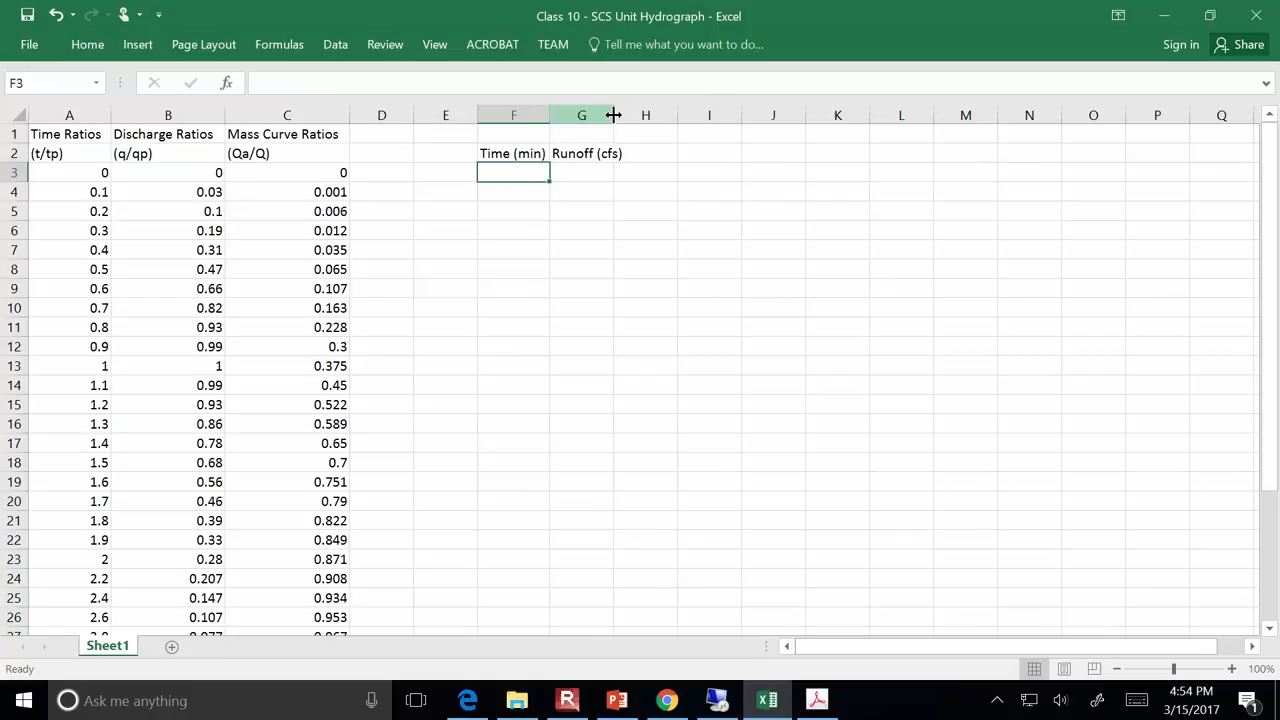 Class 10 - SCS Unit Hydrograph - Excel
File Home Insert Page Layout Formulas Data Review View ACROBAT TEAM Tell me what you want to do... Sign in Share
F3 fx
A B C D E F G H I J K L M N O P Q
1 Time Ratios Discharge Ratios Mass Curve Ratios
2 (t/tp) (q/qp) (Qa/Q) Time (min) Runoff (cfs)
3 0 0 0
4 0.1 0.03 0.001
5 0.2 0.1 0.006
6 0.3 0.19 0.012
7 0.4 0.31 0.035
8 0.5 0.47 0.065
9 0.6 0.66 0.107
10 0.7 0.82 0.163
11 0.8 0.93 0.228
12 0.9 0.99 0.3
13 1 1 0.375
14 1.1 0.99 0.45
15 1.2 0.93 0.522
16 1.3 0.86 0.589
17 1.4 0.78 0.65
18 1.5 0.68 0.7
19 1.6 0.56 0.751
20 1.7 0.46 0.79
21 1.8 0.39 0.822
22 1.9 0.33 0.849
23 2 0.28 0.871
24 2.2 0.207 0.908
25 2.4 0.147 0.934
26 2.6 0.107 0.953
Sheet1
Ready 100%
Ask me anything
4:54 PM
3/15/2017
1